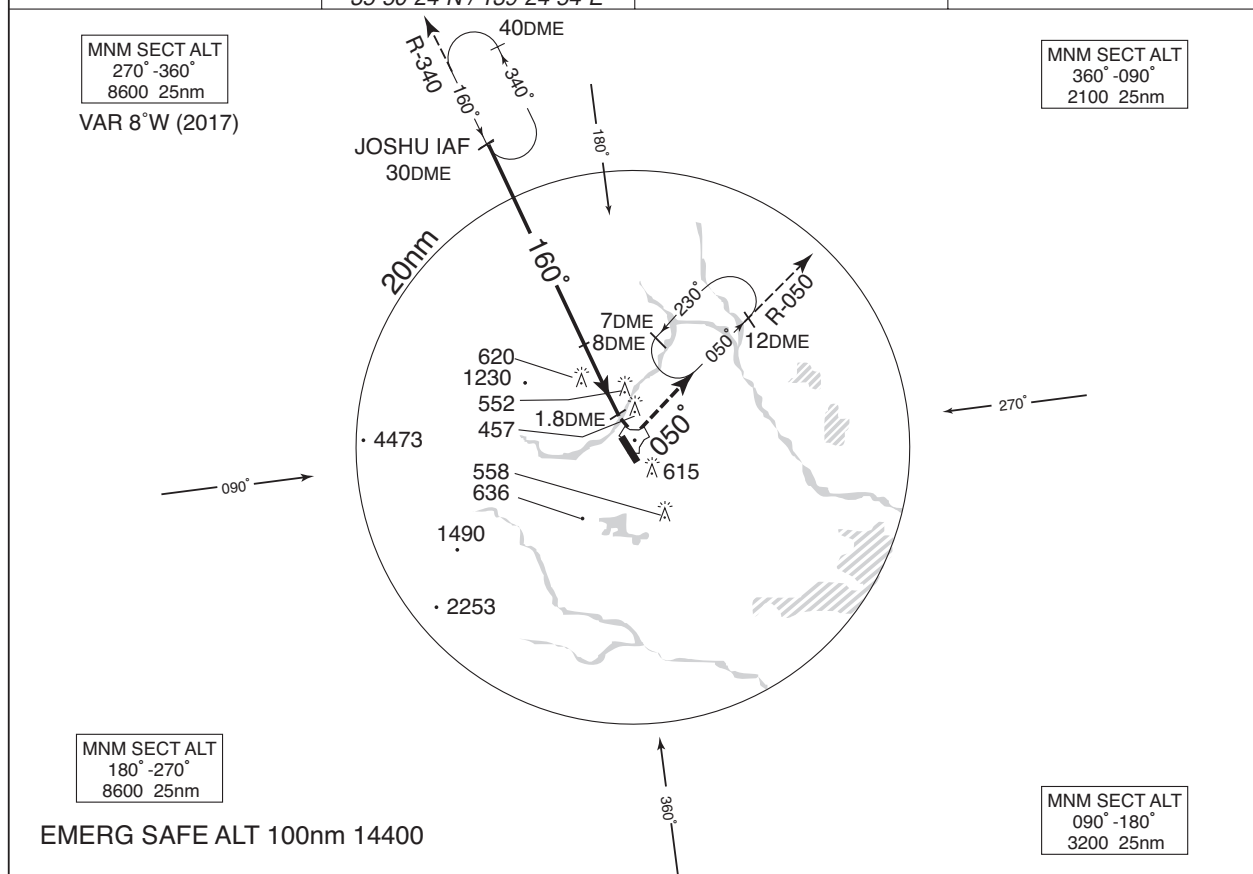 MNM SECT ALT
270˚-360˚
8600 25nm
VAR 8˚W (2017)
40DME
R-340
340˚
160˚
JOSHU IAF
30DME
180˚
MNM SECT ALT
360˚-090˚
2100 25nm
20nm
160˚
230˚
R-050
7DME
8DME
050˚
12DME
620
1230
552
1.8DME
457
050˚
270˚
4473
615
090˚
558
636
1490
2253
MNM SECT ALT
180˚-270˚
8600 25nm
360˚
MNM SECT ALT
090˚-180˚
3200 25nm
EMERG SAFE ALT 100nm 14400